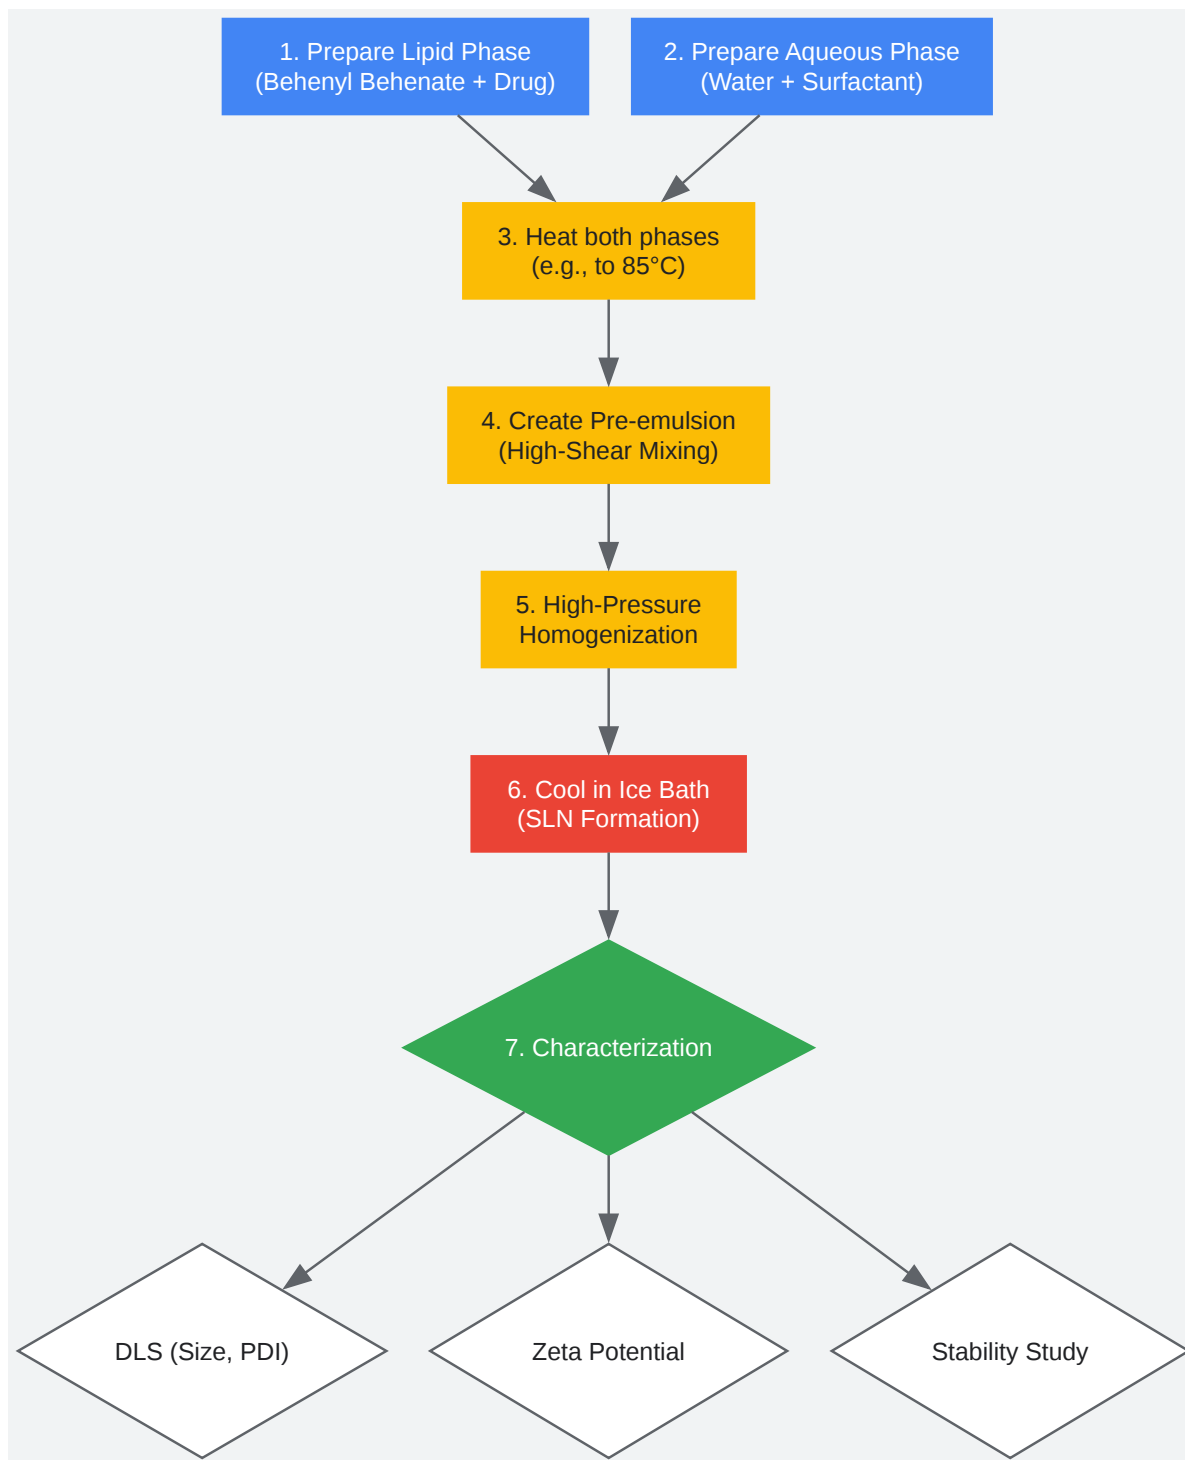 1. Prepare Lipid Phase
(Behenyl Behenate + Drug)
2. Prepare Aqueous Phase
(Water + Surfactant)
3. Heat both phases
(e.g., to 85°C)
4. Create Pre-emulsion
(High-Shear Mixing)
5. High-Pressure
Homogenization
6. Cool in Ice Bath
(SLN Formation)
7. Characterization
DLS (Size, PDI)
Zeta Potential
Stability Study